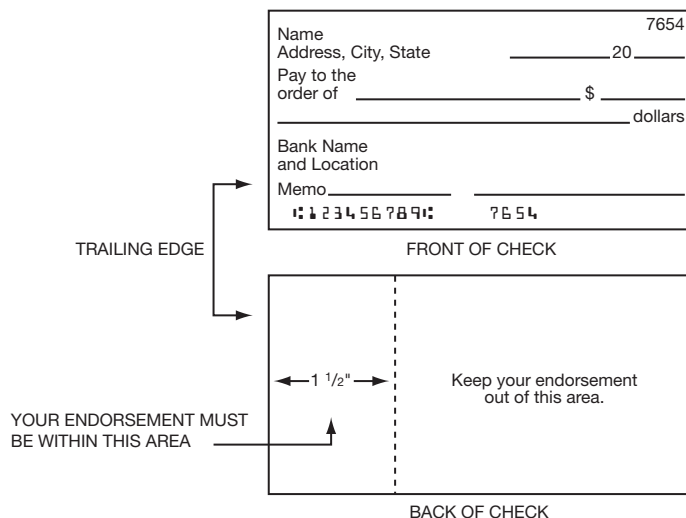 7654
Name
Address, City, State 20
Pay to the
order of $
dollars
Bank Name
and Location
Memo
⑆123456789⑆ 7654
TRAILING EDGE
FRONT OF CHECK
1 1/2"
Keep your endorsement
out of this area.
YOUR ENDORSEMENT MUST
BE WITHIN THIS AREA
BACK OF CHECK